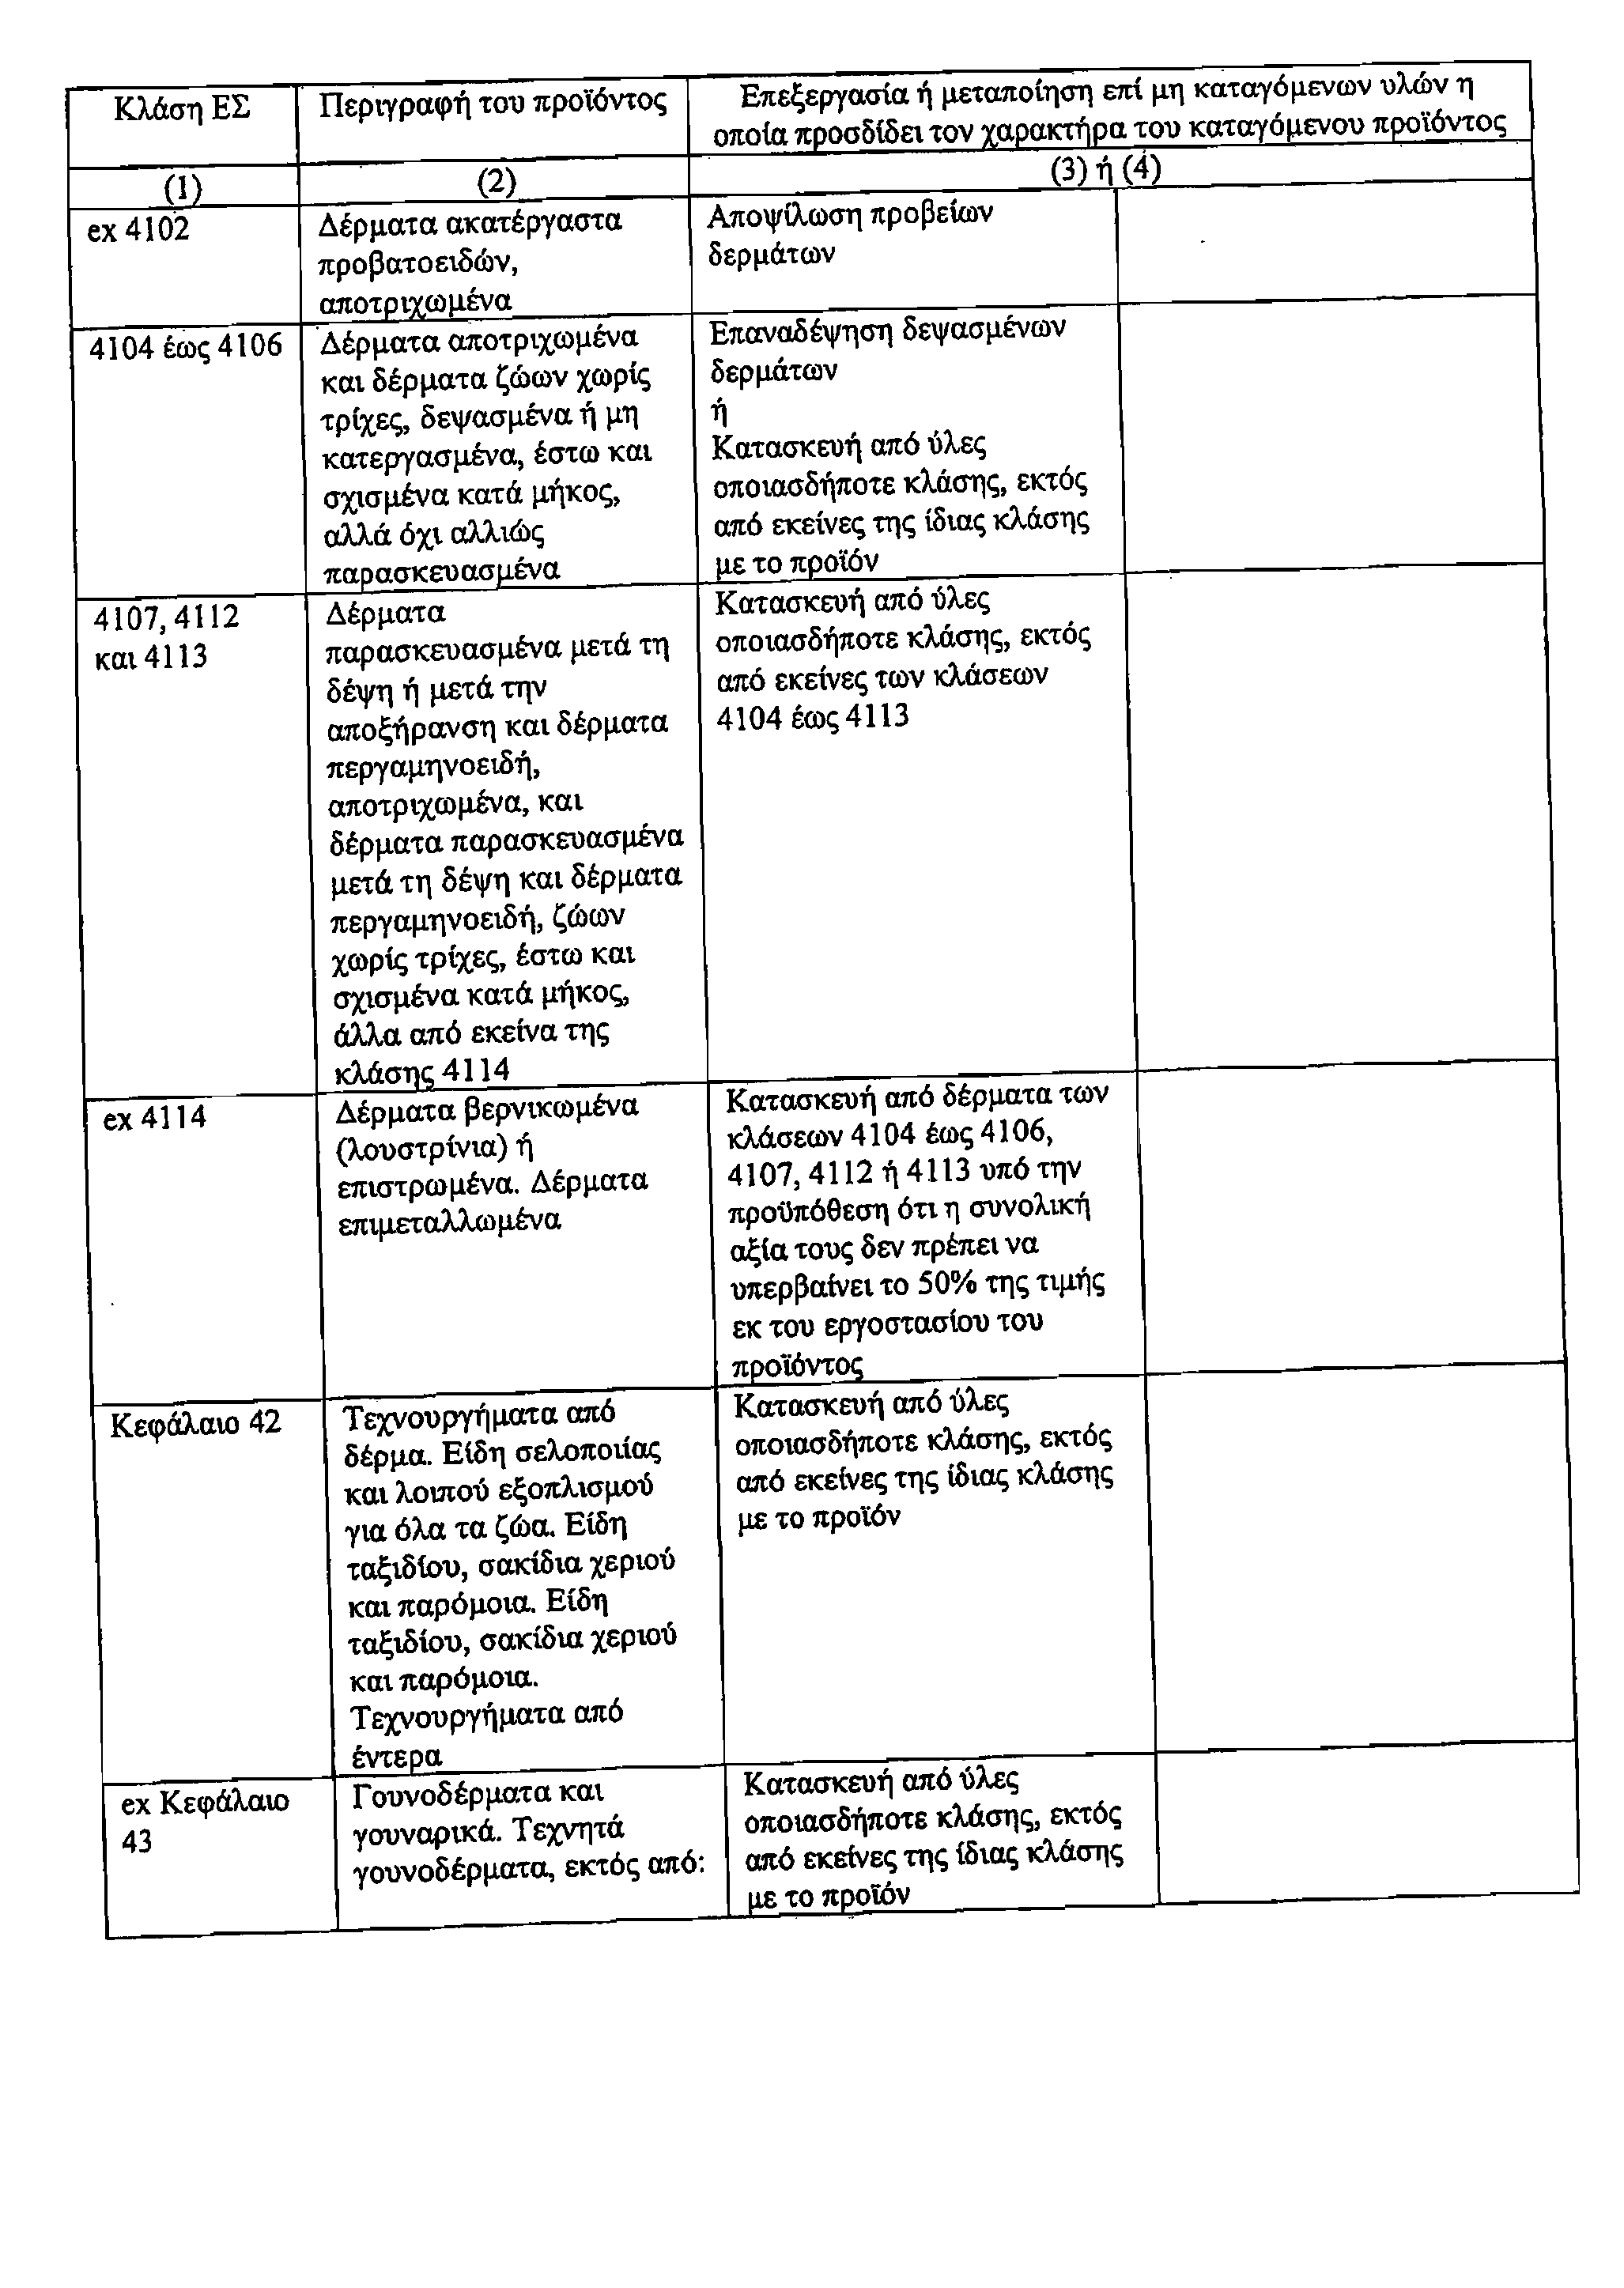 Κλάση ΕΣ
Περιγραφή του προϊόντος
Επεξεργασία ή μεταποίηση επί μη καταγόμενων υλών η
οποία προσδίδει τον χαρακτήρα του καταγόμενου προϊόντος
(1)
(2)
(3) ή (4)
ex 4102
Δέρματα ακατέργαστα
προβατοειδών,
αποτριχωμένα
Αποψίλωση προβείων
δερμάτων
4104 έως 4106
Δέρματα αποτριχωμένα
και δέρματα ζώων χωρίς
τρίχες, δεψασμένα ή μη
κατεργασμένα, έστω και
σχισμένα κατά μήκος,
αλλά όχι αλλιώς
παρασκευασμένα
Επαναδέψηση δεψασμένων
δερμάτων
ή
Κατασκευή από ύλες
οποιασδήποτε κλάσης, εκτός
από εκείνες της ίδιας κλάσης
με το προϊόν
4107, 4112
και 4113
Δέρματα
παρασκευασμένα μετά τη
δέψη ή μετά την
αποξήρανση και δέρματα
περγαμηνοειδή,
αποτριχωμένα, και
δέρματα παρασκευασμένα
μετά τη δέψη και δέρματα
περγαμηνοειδή, ζώων
χωρίς τρίχες, έστω και
σχισμένα κατά μήκος,
άλλα από εκείνα της
κλάσης 4114
Κατασκευή από ύλες
οποιασδήποτε κλάσης, εκτός
από εκείνες των κλάσεων
4104 έως 4113
ex 4114
Δέρματα βερνικωμένα
(λουστρίνια) ή
επιστρωμένα. Δέρματα
επιμεταλλωμένα
Κατασκευή από δέρματα των
κλάσεων 4104 έως 4106,
4107, 4112 ή 4113 υπό την
προϋπόθεση ότι η συνολική
αξία τους δεν πρέπει να
υπερβαίνει το 50% της τιμής
εκ του εργοστασίου του
προϊόντος
Κεφάλαιο 42
Τεχνουργήματα από
δέρμα. Είδη σελοποιίας
και λοιπού εξοπλισμού
για όλα τα ζώα. Είδη
ταξιδίου, σακίδια χεριού
και παρόμοια. Είδη
ταξιδίου, σακίδια χεριού
και παρόμοια.
Τεχνουργήματα από
έντερα
Κατασκευή από ύλες
οποιασδήποτε κλάσης, εκτός
από εκείνες της ίδιας κλάσης
με το προϊόν
ex Κεφάλαιο
43
Γουνοδέρματα και
γουναρικά. Τεχνητά
γουνοδέρματα, εκτός από:
Κατασκευή από ύλες
οποιασδήποτε κλάσης, εκτός
από εκείνες της ίδιας κλάσης
με το προϊόν